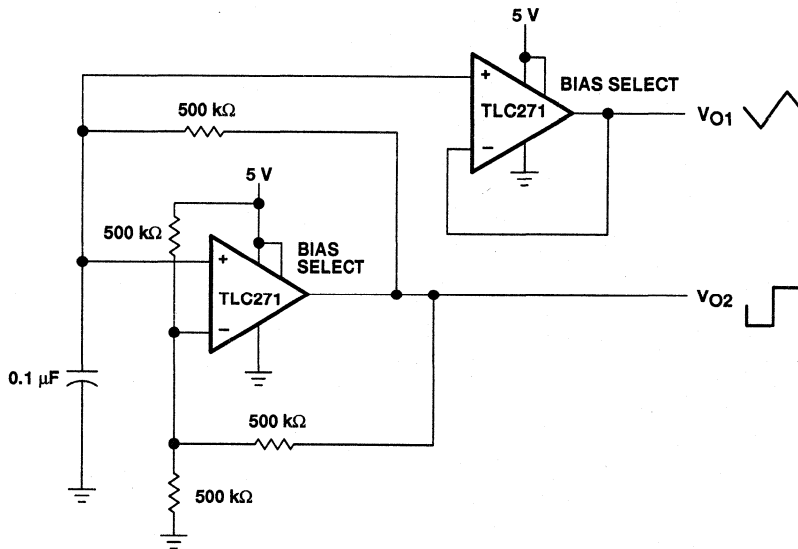 5 V
+
BIAS SELECT
TLC271
−
VO1
500 kΩ
5 V
500 kΩ
BIAS
SELECT
+
TLC271
−
VO2
0.1 μF
500 kΩ
500 kΩ